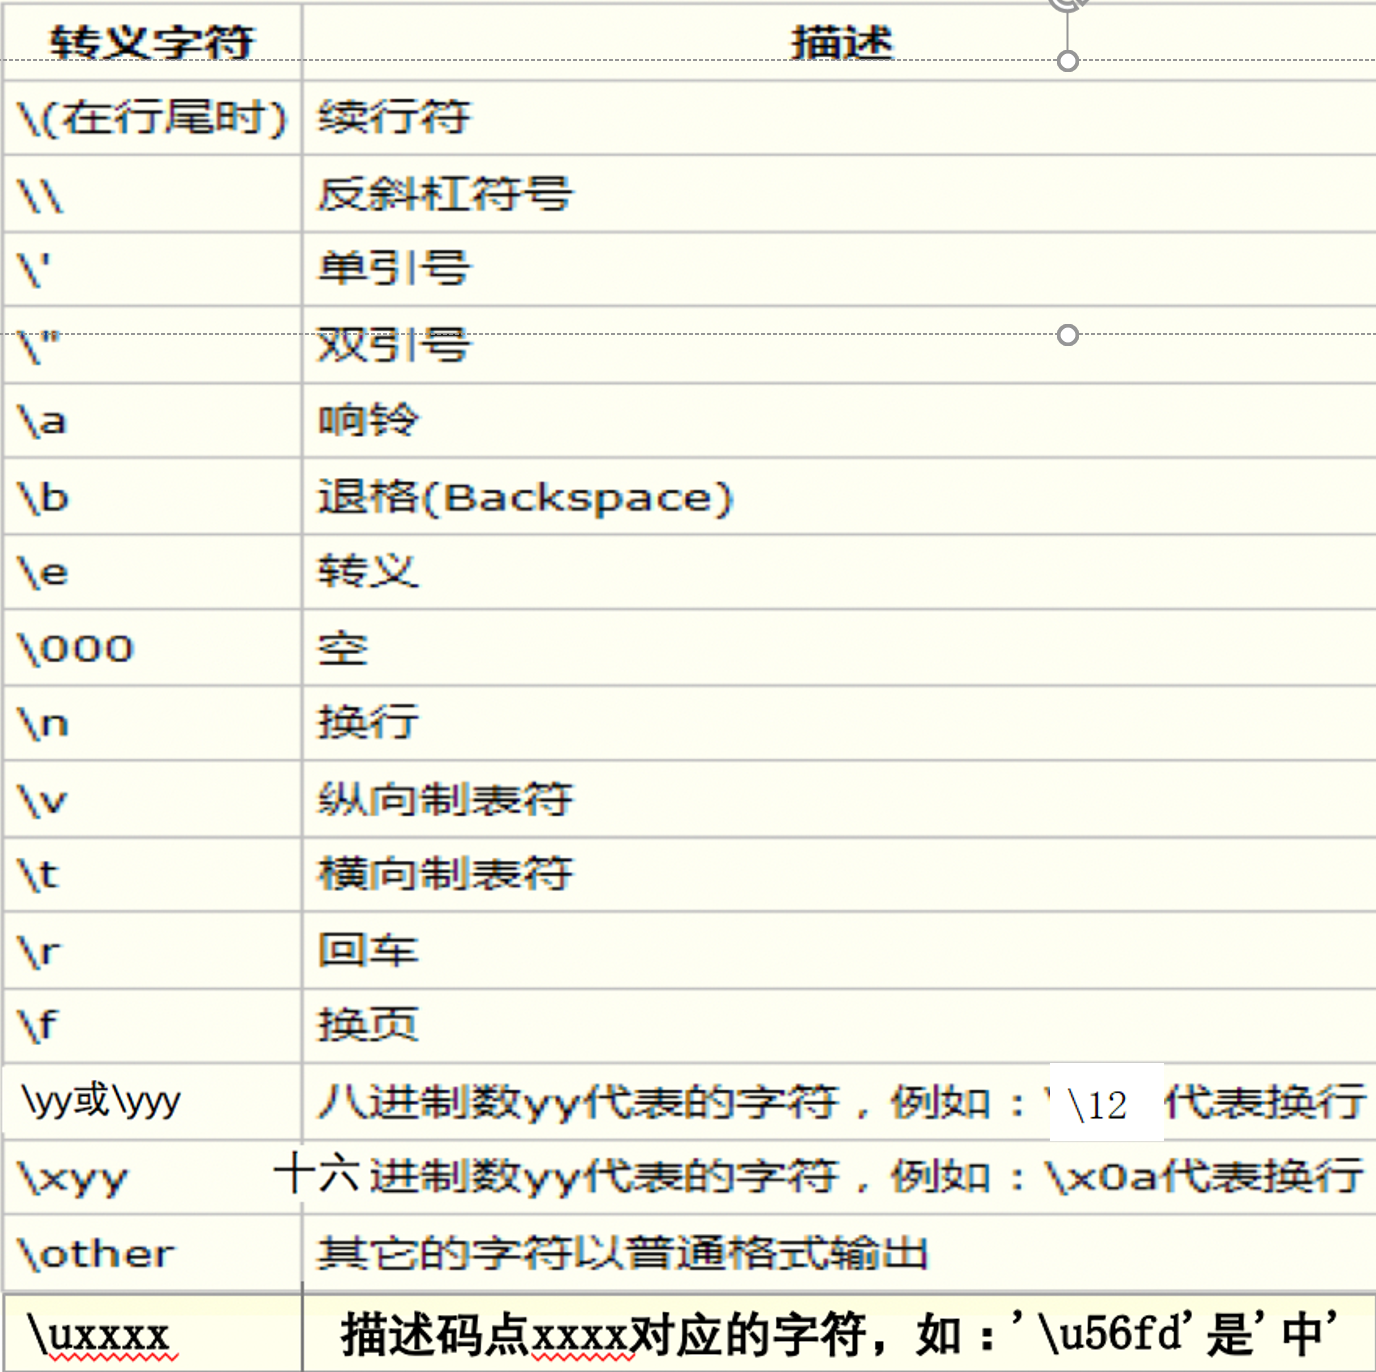 转义字符 描述
\(在行尾时) 续行符
\\ 反斜杠符号
\' 单引号
\" 双引号
\a 响铃
\b 退格(Backspace)
\e 转义
\000 空
\n 换行
\v 纵向制表符
\t 横向制表符
\r 回车
\f 换页
\yy或\yyy 八进制数yy代表的字符，例如：\12代表换行
\xyy 十六进制数yy代表的字符，例如：\x0a代表换行
\other 其它的字符以普通格式输出
\uxxxx 描述码点xxxx对应的字符，如：'\u56fd'是'中'